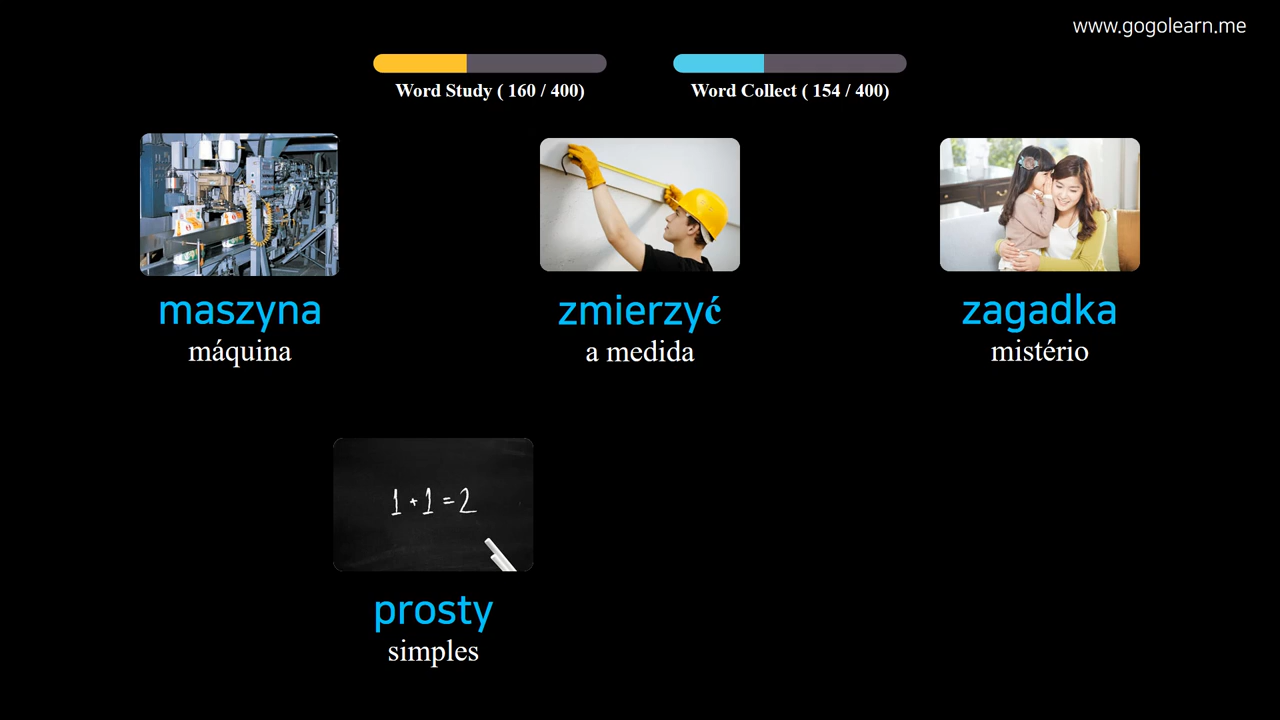 www.gogolearn.me
Word Study ( 160 / 400)
Word Collect ( 154 / 400)
maszyna
máquina
zmierzyć
a medida
zagadka
mistério
1+1=2
prosty
simples